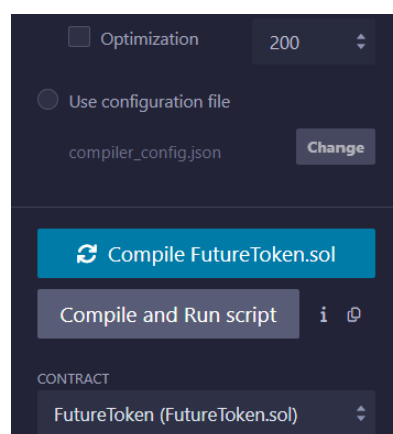 Optimization 200
Use configuration file
compiler_config.json Change
Compile FutureToken.sol
Compile and Run script i
CONTRACT
FutureToken (FutureToken.sol)